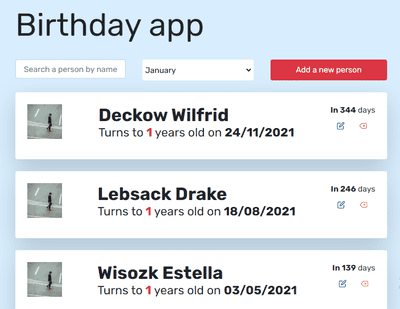 Birthday app
Search a person by name
January
Add a new person
Deckow Wilfrid
In 344 days
Turns to 1 years old on 24/11/2021
Lebsack Drake
In 246 days
Turns to 1 years old on 18/08/2021
Wisozk Estella
In 139 days
Turns to 1 years old on 03/05/2021